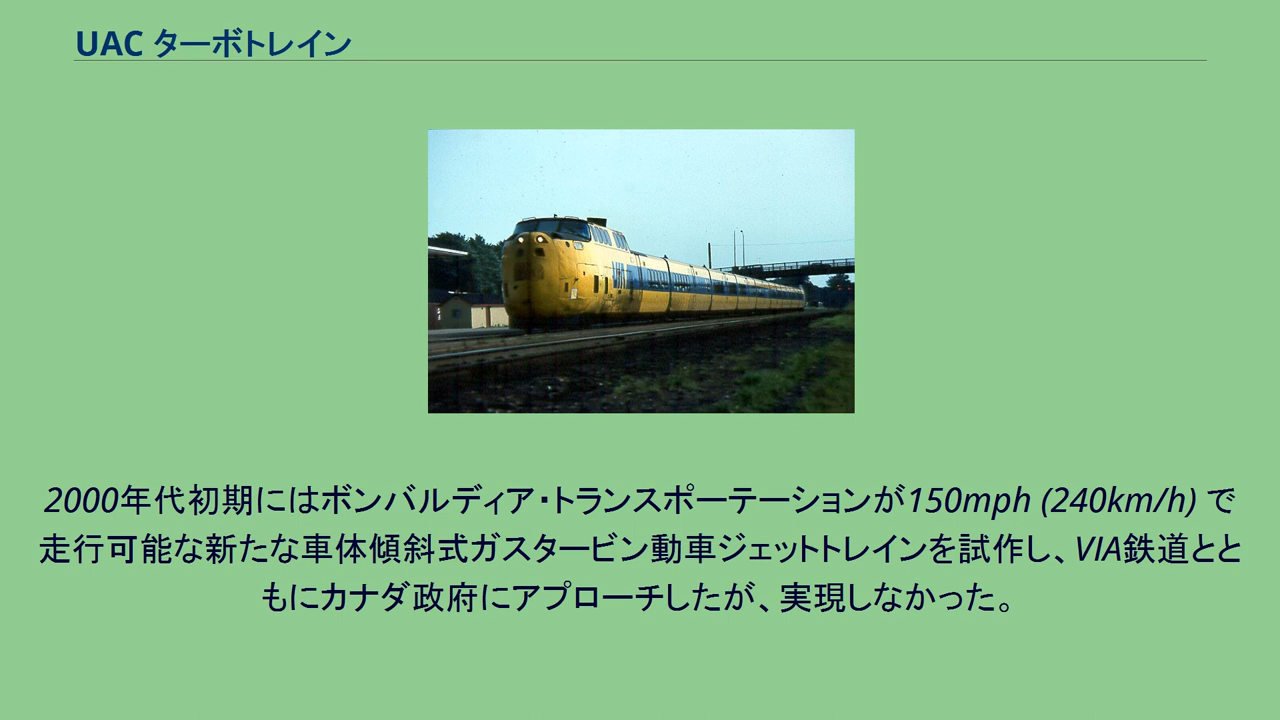 UAC ターボトレイン
VIA
2000年代初期にはボンバルディア・トランスポーテーションが150mph (240km/h) で
走行可能な新たな車体傾斜式ガスタービン動車ジェットトレインを試作し、VIA鉄道とと
もにカナダ政府にアプローチしたが、実現しなかった。